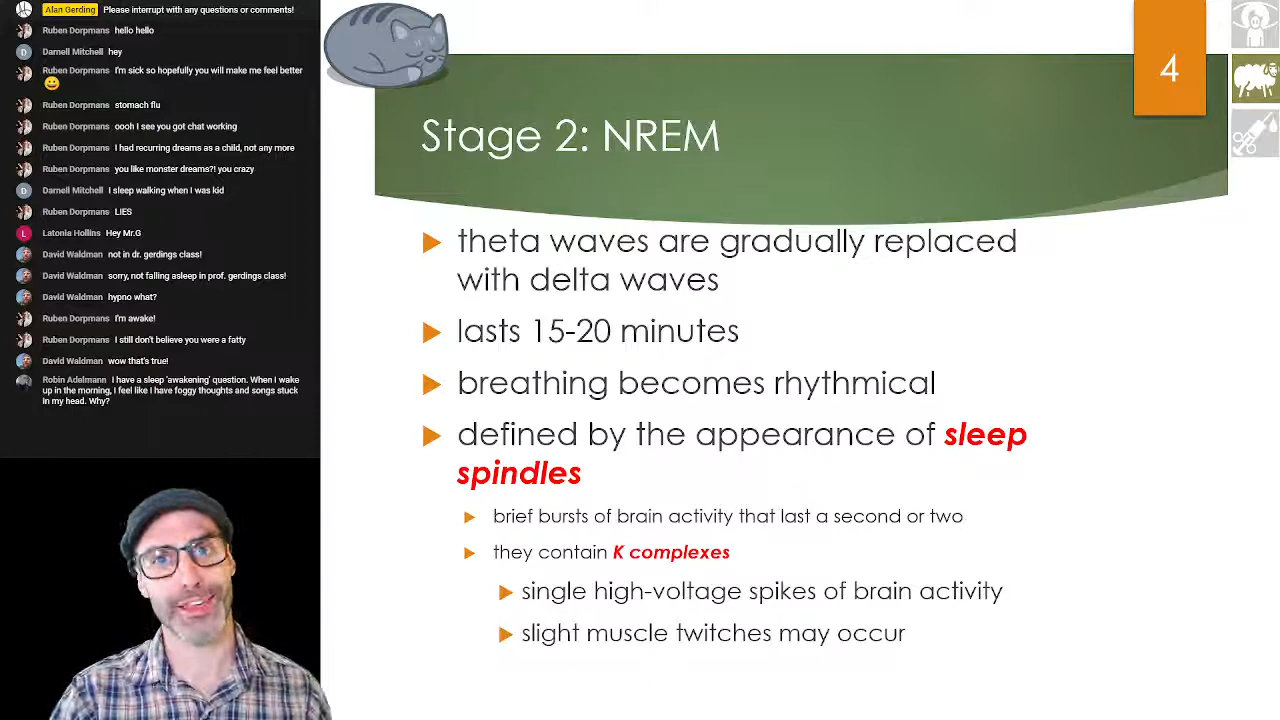 Alan Gerding Please interrupt with any questions or comments!
Ruben Dorpmans hello hello
D Darnell Mitchell hey
Ruben Dorpmans I'm sick so hopefully you will make me feel better
Ruben Dorpmans stomach flu
Ruben Dorpmans oooh I see you got chat working
Ruben Dorpmans I had recurring dreams as a child, not any more
Ruben Dorpmans you like monster dreams?! you crazy
D Darnell Mitchell I sleep walking when I was kid
Ruben Dorpmans LIES
L Latonia Hollins Hey Mr.G
David Waldman not in dr. gerdings class!
David Waldman sorry, not falling asleep in prof. gerdings class!
David Waldman hypno what?
Ruben Dorpmans I'm awake!
Ruben Dorpmans I still don't believe you were a fatty
David Waldman wow that's true!
Robin Adelmann I have a sleep 'awakening' question. When I wake
up in the morning, I feel like I have foggy thoughts and songs stuck
in my head. Why?
4
Stage 2: NREM
theta waves are gradually replaced
with delta waves
lasts 15-20 minutes
breathing becomes rhythmical
defined by the appearance of sleep
spindles
brief bursts of brain activity that last a second or two
they contain K complexes
single high-voltage spikes of brain activity
slight muscle twitches may occur